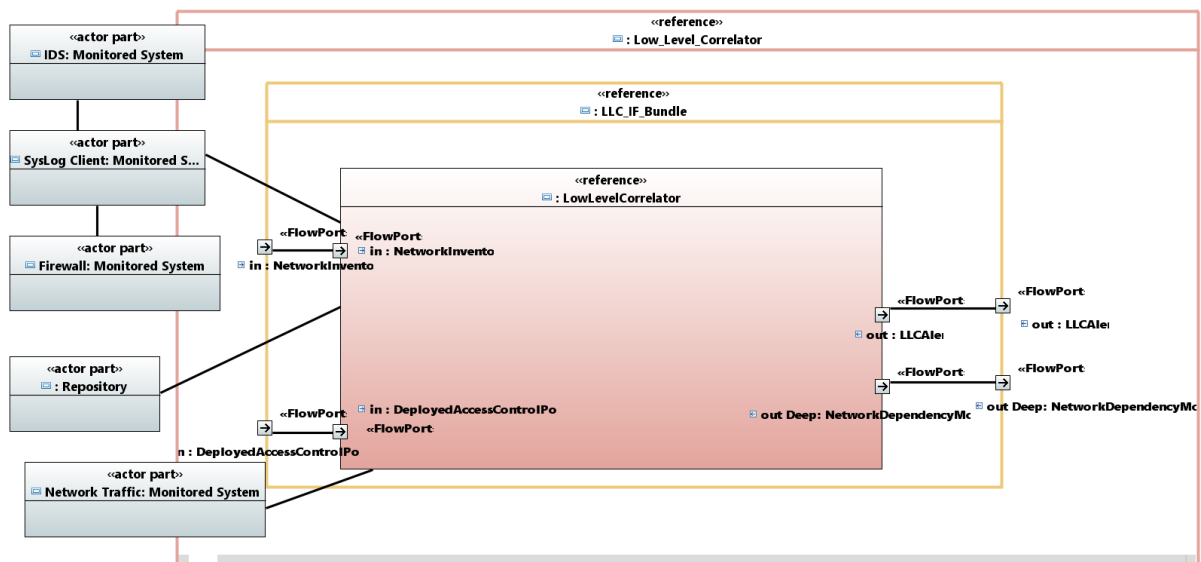 «reference»
: Low_Level_Correlator
«actor part»
IDS: Monitored System
«reference»
: LLC_IF_Bundle
«actor part»
SysLog Client: Monitored S...
«reference»
: LowLevelCorrelator
«FlowPort
«FlowPort
in : NetworkInvento
in : NetworkInvento
«actor part»
Firewall: Monitored System
«FlowPort
«FlowPort
out : LLCAler
out : LLCAler
«actor part»
: Repository
«FlowPort
«FlowPort
out Deep: NetworkDependencyMo
out Deep: NetworkDependencyMo
«FlowPort
in : DeployedAccessControlPo
«FlowPort
n : DeployedAccessControlPo
«actor part»
Network Traffic: Monitored System